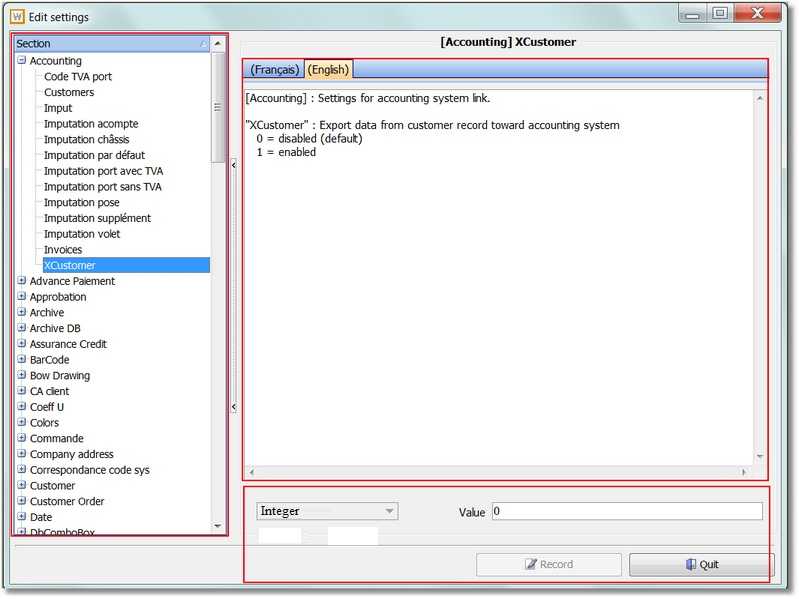 Edit settings
Section
Accounting
Code TVA port
Customers
Imput
Imputation acompte
Imputation châssis
Imputation par défaut
Imputation port avec TVA
Imputation port sans TVA
Imputation pose
Imputation supplément
Imputation volet
Invoices
XCustomer
Advance Paiement
Approbation
Archive
Archive DB
Assurance Credit
BarCode
Bow Drawing
CA client
Coeff U
Colors
Commande
Company address
Correspondance code sys
Customer
Customer Order
Date
DbComboBox
[Accounting] XCustomer
(Français) (English)
[Accounting] : Settings for accounting system link.
"XCustomer" : Export data from customer record toward accounting system
0 = disabled (default)
1 = enabled
Integer Value 0
Record Quit